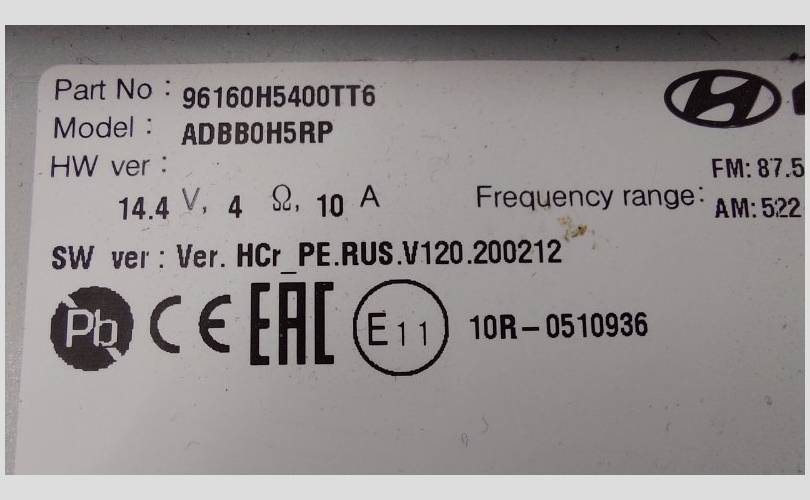 Part No : 96160H5400TT6
Model : ADBB0H5RP
HW ver :
FM: 87.5
14.4 V, 4 Ω, 10 A
Frequency range:
AM: 522
SW ver : Ver. HCr_PE.RUS.V120.200212
Pb CE EAC E11 10R-0510936